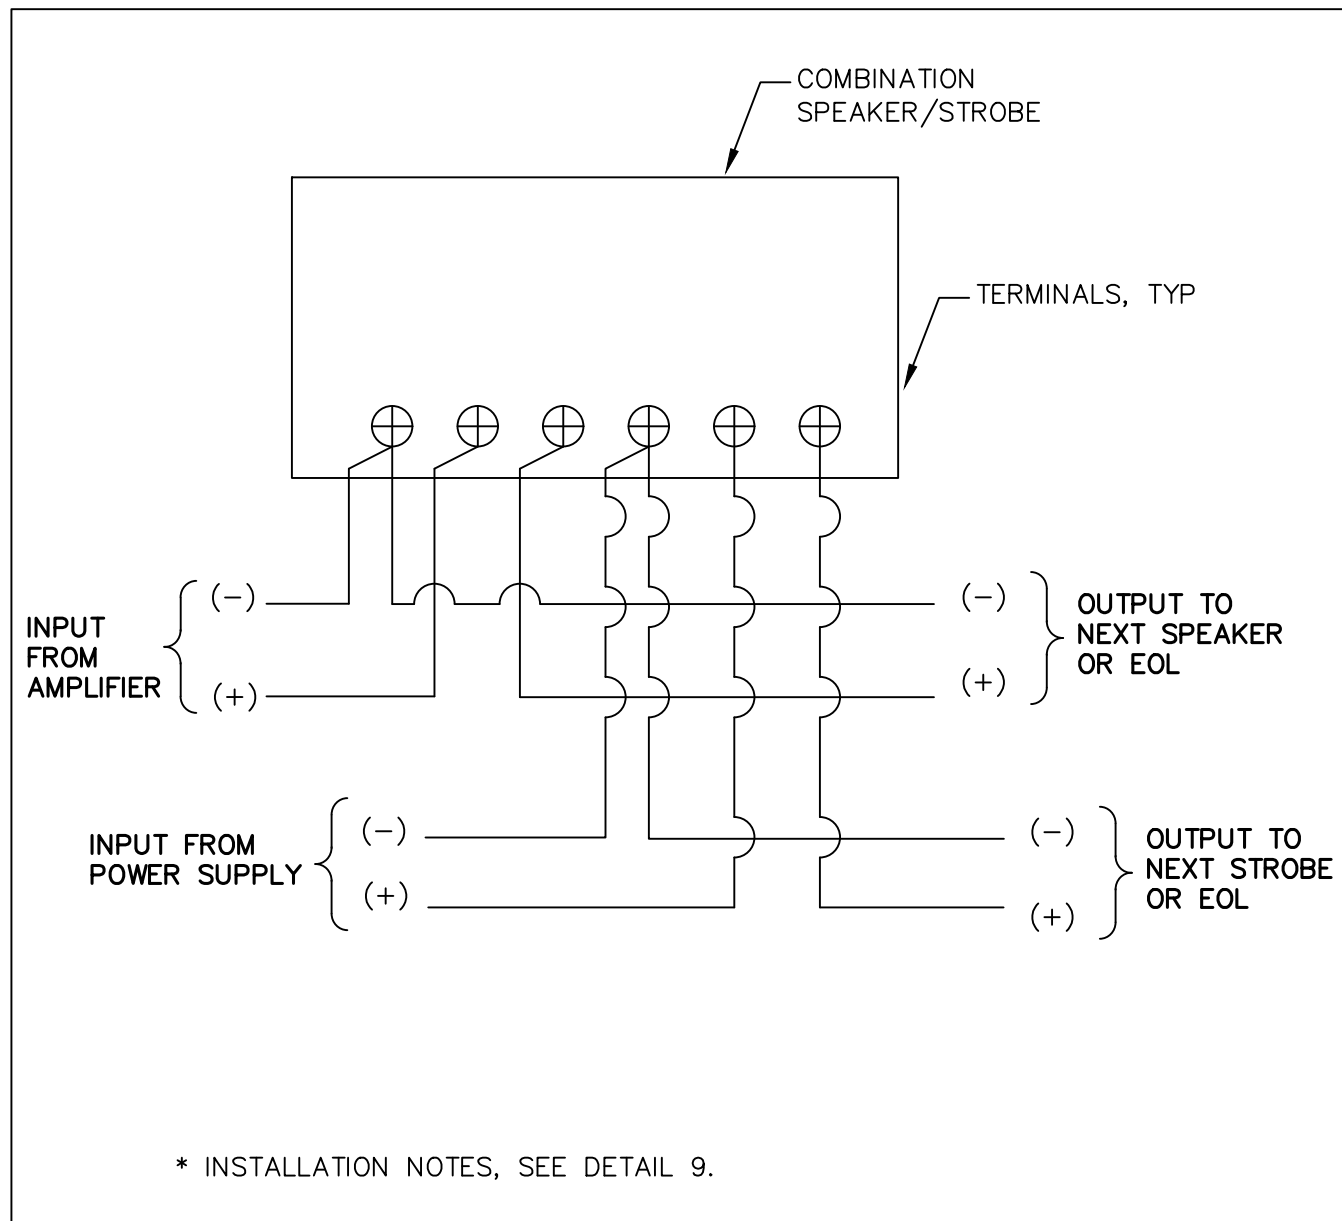 COMBINATION
SPEAKER/STROBE
TERMINALS, TYP
INPUT
FROM
AMPLIFIER
(-)
(+)
(-)
(+)
OUTPUT TO
NEXT SPEAKER
OR EOL
INPUT FROM
POWER SUPPLY
(-)
(+)
(-)
(+)
OUTPUT TO
NEXT STROBE
OR EOL
* INSTALLATION NOTES, SEE DETAIL 9.